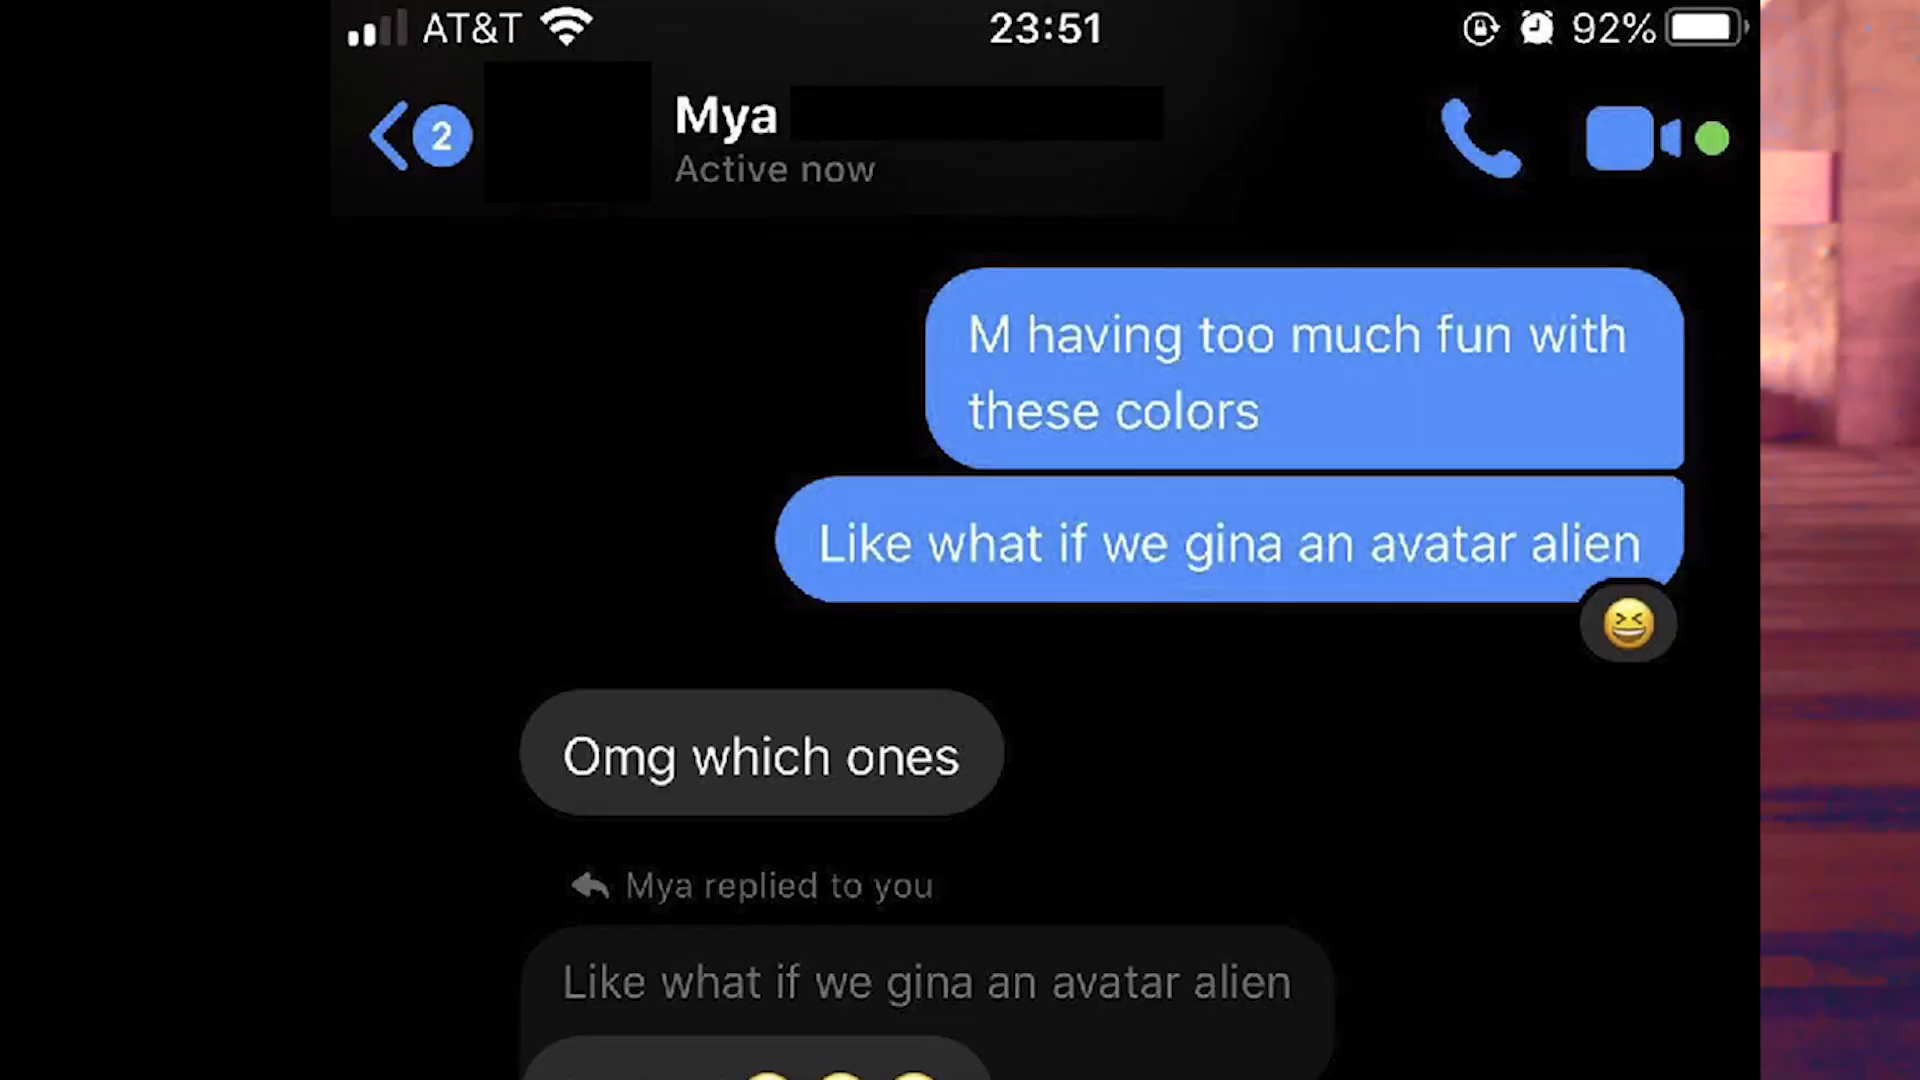 AT&T 23:51 92%
2 Mya
Active now
M having too much fun with
these colors
Like what if we gina an avatar alien
Omg which ones
Mya replied to you
Like what if we gina an avatar alien